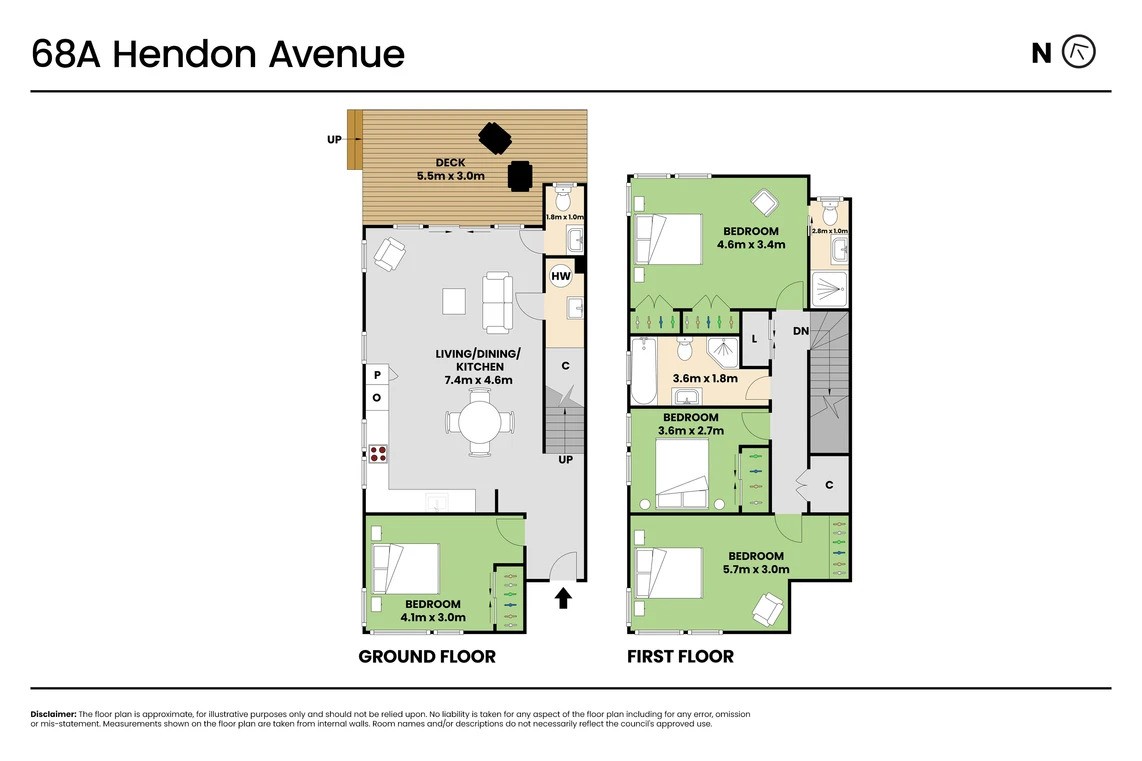 68A Hendon Avenue
N
UP
DECK
5.5m x 3.0m
1.8m x 1.0m
HW
LIVING/DINING/
KITCHEN
7.4m x 4.6m
P
O
C
UP
BEDROOM
4.1m x 3.0m
GROUND FLOOR
BEDROOM
4.6m x 3.4m
2.8m x 1.0m
L
DN
3.6m x 1.8m
BEDROOM
3.6m x 2.7m
C
BEDROOM
5.7m x 3.0m
FIRST FLOOR
Disclaimer: The floor plan is approximate, for illustrative purposes only and should not be relied upon. No liability is taken for any aspect of the floor plan including for any error, omission
or mis-statement. Measurements shown on the floor plan are taken from internal walls. Room names and/or descriptions do not necessarily reflect the council's approved use.